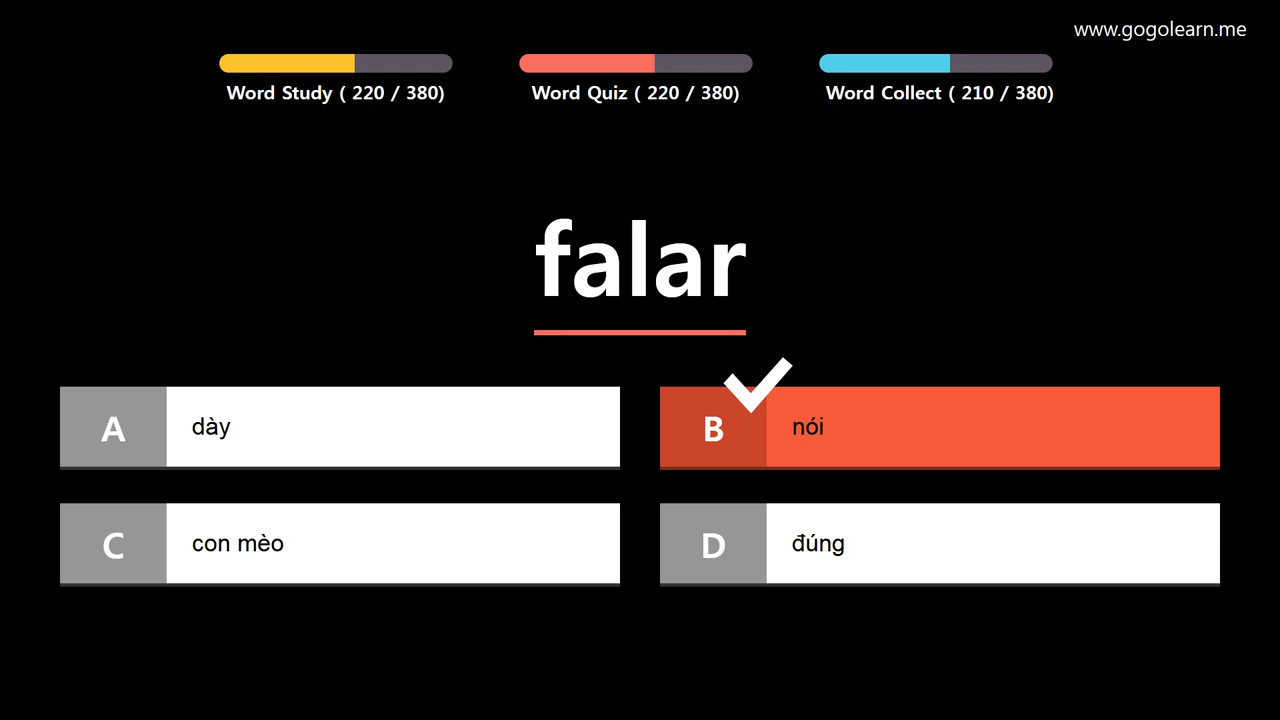 www.gogolearn.me
Word Study ( 220 / 380)
Word Quiz ( 220 / 380)
Word Collect ( 210 / 380)
falar
A dày
B nói
C con mèo
D đúng